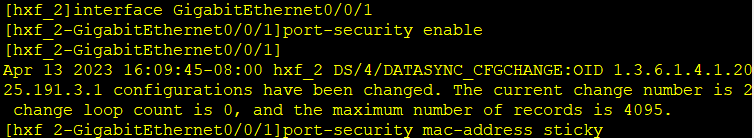 [hxf_2]interface GigabitEthernet0/0/1
[hxf_2-GigabitEthernet0/0/1]port-security enable
[hxf_2-GigabitEthernet0/0/1]
Apr 13 2023 16:09:45-08:00 hxf_2 DS/4/DATASYNC_CFGCHANGE:OID 1.3.6.1.4.1.20
25.191.3.1 configurations have been changed. The current change number is 2
 change loop count is 0, and the maximum number of records is 4095.
[hxf_2-GigabitEthernet0/0/1]port-security mac-address sticky